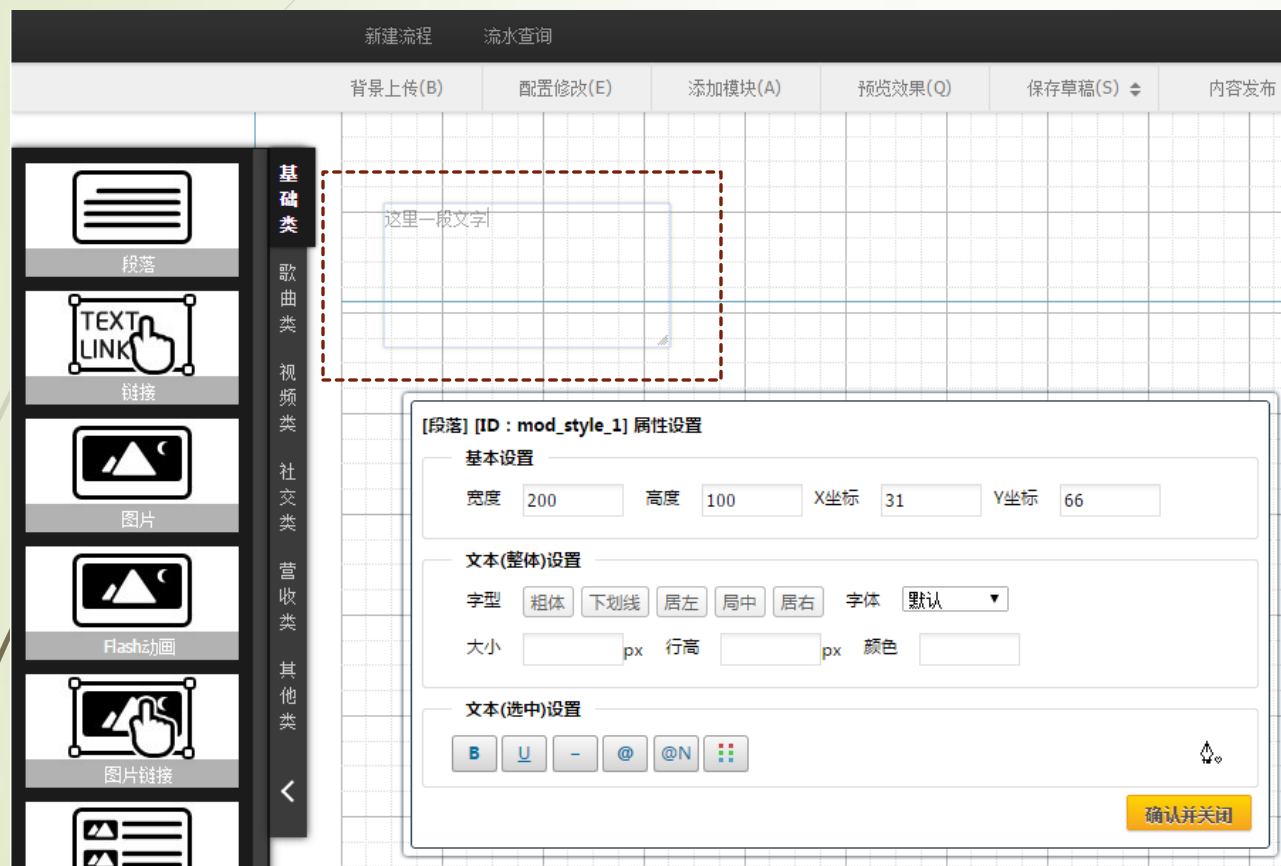 新建流程 流水查询
背景上传(B) 配置修改(E) 添加模块(A) 预览效果(Q) 保存草稿(S) 内容发布
基础类
歌曲类
视频类
社交类
营收类
其他类
段落
TEXT
LINK
链接
图片
Flash动画
图片链接
这里一段文字
[段落] [ID：mod_style_1] 属性设置
基本设置
宽度 200 高度 100 X坐标 31 Y坐标 66
文本(整体)设置
字型 粗体 下划线 居左 局中 居右 字体 默认
大小 px 行高 px 颜色
文本(选中)设置
B U - @ @N
确认并关闭